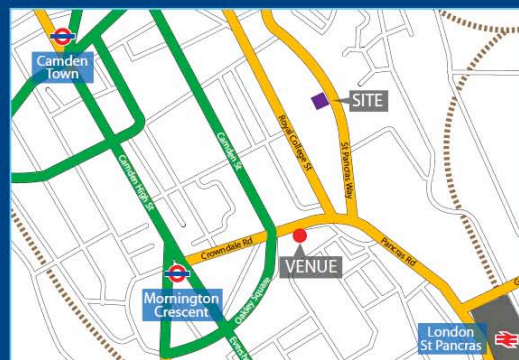 Camden
Town
SITE
Royal College St
St Pancras Way
Camden St
Camden High St
Crowndale Rd
Pancras Rd
VENUE
Oakley Square
Mornington
Crescent
London
St Pancras